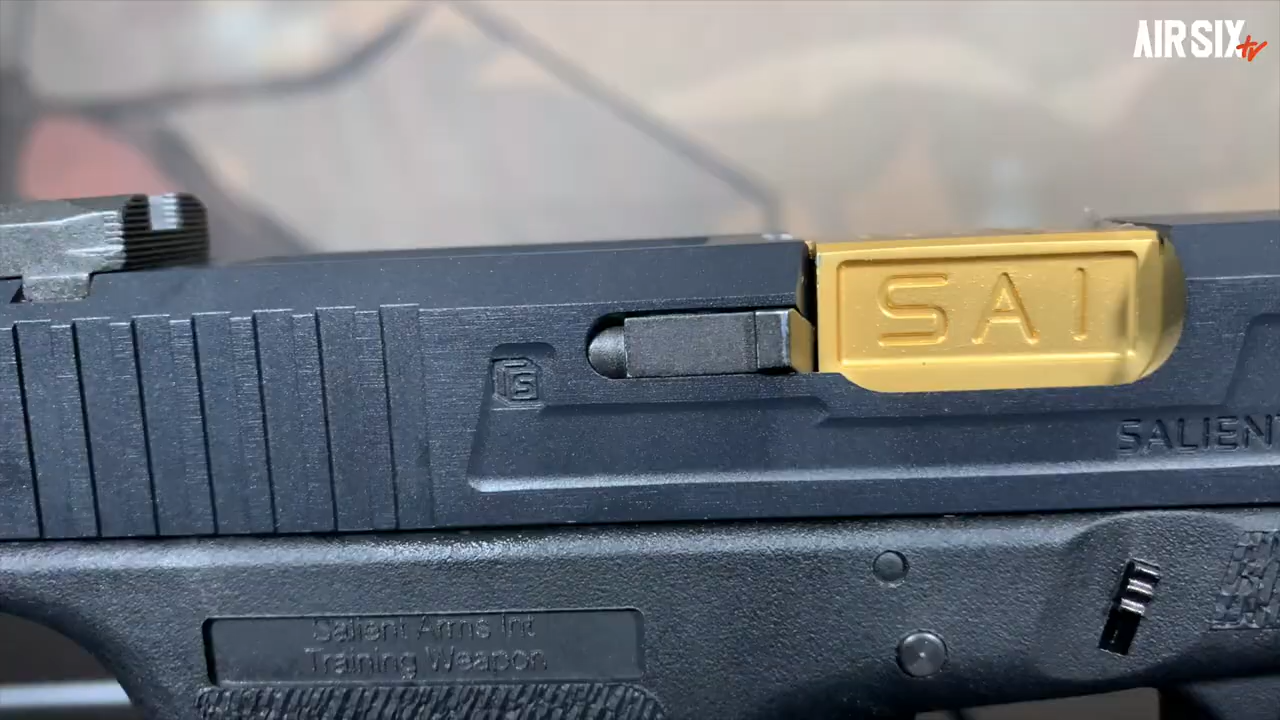 AIRSIX tv
SAI
SALIENT
Salient Arms Int
Training Weapon